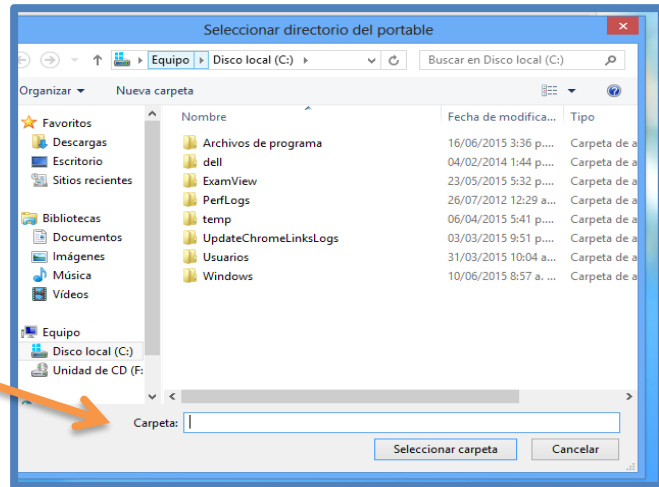 Seleccionar directorio del portable
Equipo Disco local (C:) Buscar en Disco local (C:)
Organizar Nueva carpeta
Nombre Fecha de modifica... Tipo
Favoritos
Descargas
Escritorio
Sitios recientes
Bibliotecas
Documentos
Imágenes
Música
Vídeos
Equipo
Disco local (C:)
Unidad de CD (F:
Archivos de programa 16/06/2015 3:36 p.... Carpeta de a
dell 04/02/2014 1:44 p.... Carpeta de a
ExamView 23/05/2015 5:32 p.... Carpeta de a
PerfLogs 26/07/2012 12:29 a... Carpeta de a
temp 06/04/2015 5:41 p.... Carpeta de a
UpdateChromeLinksLogs 03/03/2015 9:51 p.... Carpeta de a
Usuarios 31/03/2015 10:04 a... Carpeta de a
Windows 10/06/2015 8:57 a. ... Carpeta de a
Carpeta:
Seleccionar carpeta Cancelar